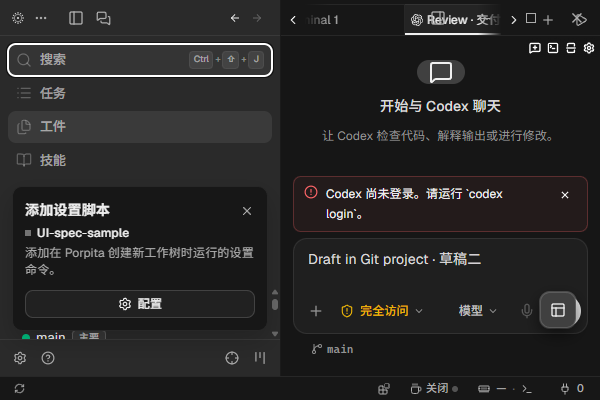 搜索
Ctrl + ⇧ + J
任务
工件
技能
添加设置脚本
UI-spec-sample
添加在 Porpita 创建新工作树时运行的设置
命令。
配置
main 主要
minal 1
Review · 交付
开始与 Codex 聊天
让 Codex 检查代码、解释输出或进行修改。
Codex 尚未登录。请运行 `codex
login`。
Draft in Git project · 草稿二
完全访问
模型
main
关闭
0